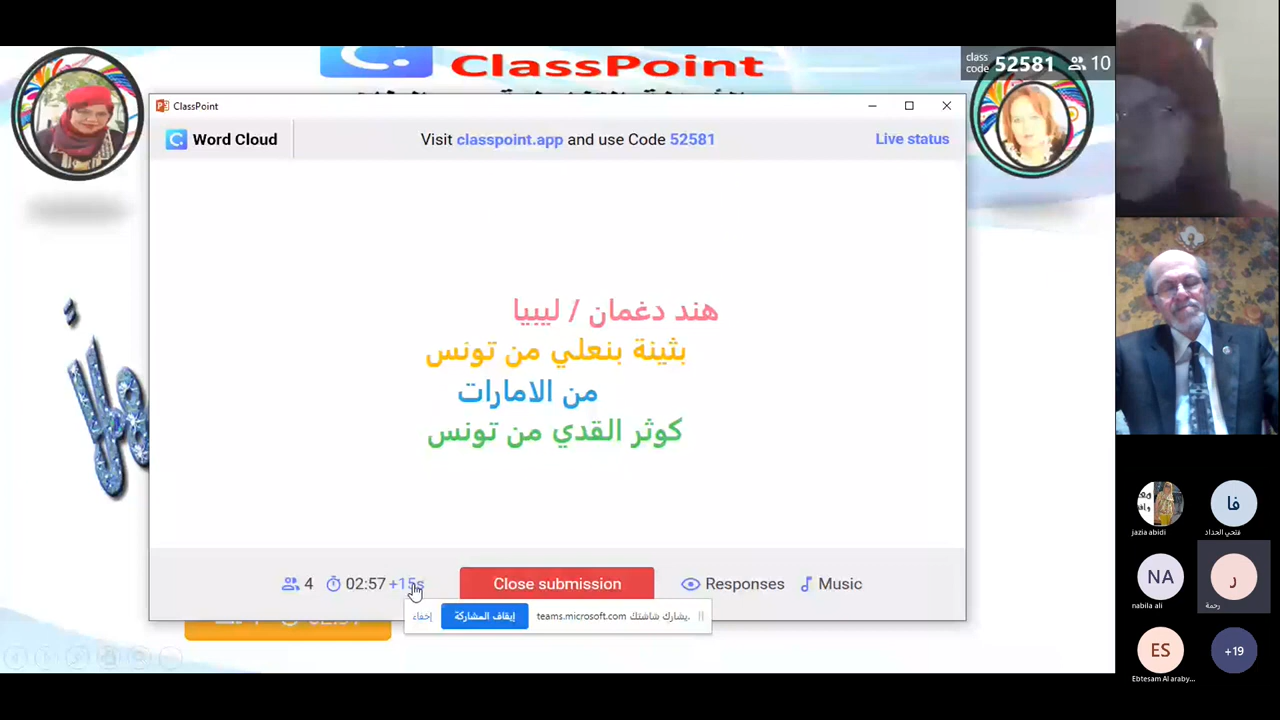 ClassPoint
class code 52581 10
ClassPoint
Word Cloud
Visit classpoint.app and use Code 52581
Live status
هند دغمان / ليبيا
بثينة بنعلي من تونس
من الامارات
كوثر القدي من تونس
4 02:57 +15s
Close submission
Responses
Music
إخفاء
إيقاف المشاركة
يشارك شاشتك teams.microsoft.com.
jazia abidi
فا
فتحي الحداد
NA
nabila ali
ر
رحمة
ES
Ebtesam Al araby...
+19